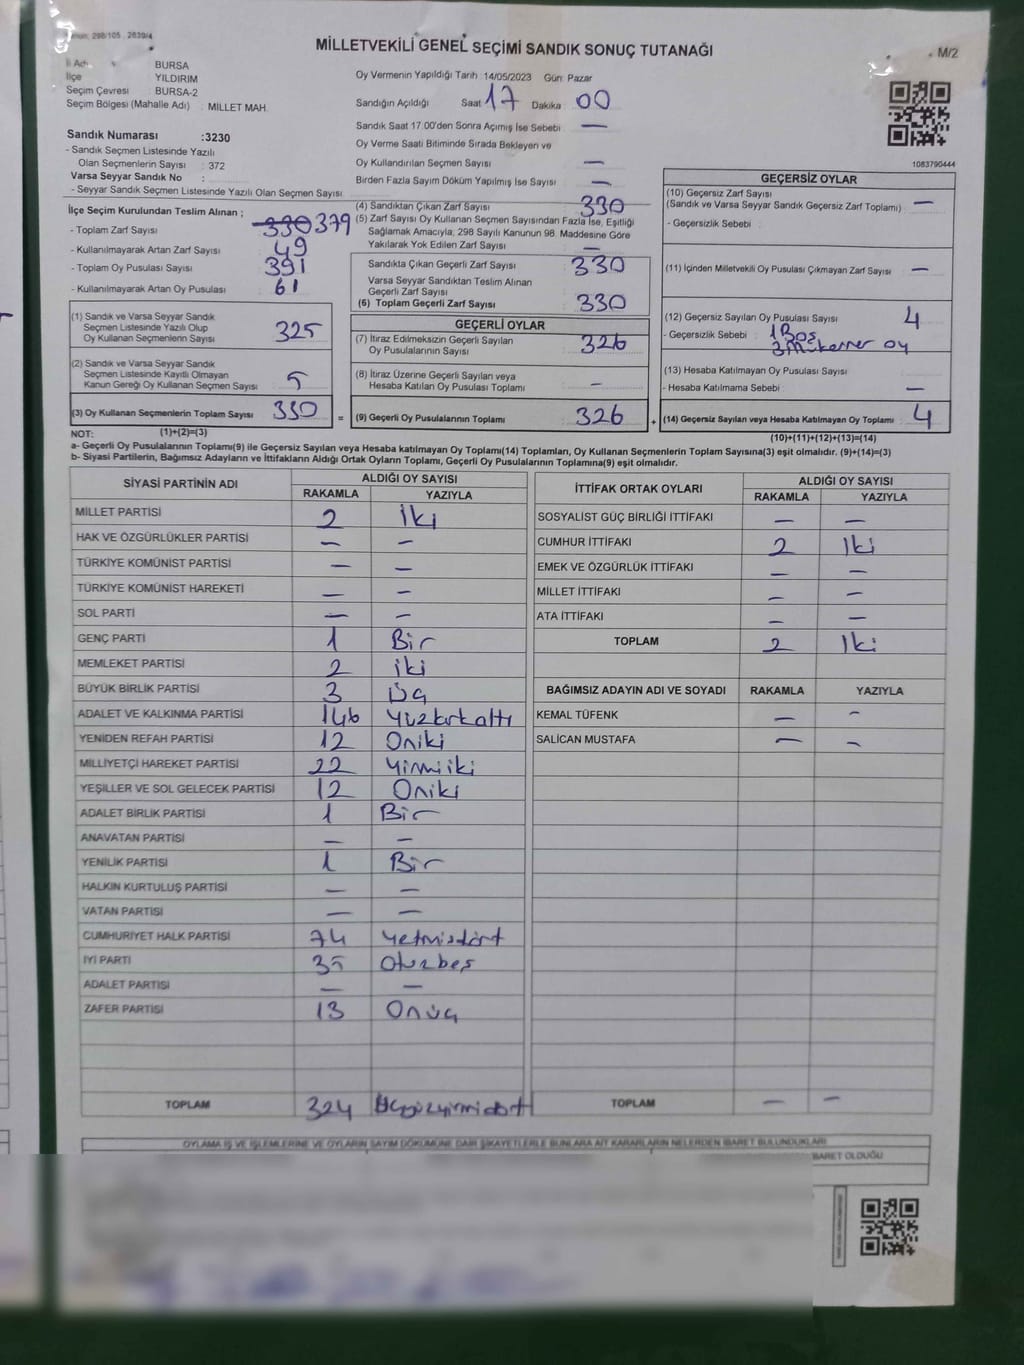 MİLLETVEKİLİ GENEL SEÇİMİ SANDIK SONUÇ TUTANAĞI
M/2
İl Adı BURSA
İlçe YILDIRIM
Seçim Çevresi : BURSA-2
Seçim Bölgesi (Mahalle Adı) : MİLLET MAH.
Sandık Numarası :3230
- Sandık Seçmen Listesinde Yazılı
Olan Seçmenlerin Sayısı : 372
Varsa Seyyar Sandık No :
- Seyyar Sandık Seçmen Listesinde Yazılı Olan Seçmen Sayısı
Oy Vermenin Yapıldığı Tarih 14/05/2023 Gün: Pazar
Sandığın Açıldığı Saat 17 Dakika 00
Sandık Saat 17.00'den Sonra Açımış İse Sebebi —
Oy Verme Saati Bitiminde Sırada Bekleyen ve
Oy Kullandırılan Seçmen Sayısı —
Birden Fazla Sayım Döküm Yapılmış İse Sayısı —
1083790444
İlçe Seçim Kurulundan Teslim Alınan ;
- Toplam Zarf Sayısı 330 379
- Kullanılmayarak Artan Zarf Sayısı 49
- Toplam Oy Pusulası Sayısı 391
- Kullanılmayarak Artan Oy Pusulası 61
(1) Sandık ve Varsa Seyyar Sandık
Seçmen Listesinde Yazılı Olup
Oy Kullanan Seçmenlerin Sayısı 325
(2) Sandık ve Varsa Seyyar Sandık
Seçmen Listesinde Kayıtlı Olmayan
Kanun Gereği Oy Kullanan Seçmen Sayısı 5
(3) Oy Kullanan Seçmenlerin Toplam Sayısı 330
(1)+(2)=(3)
(4) Sandıktan Çıkan Zarf Sayısı 330
(5) Zarf Sayısı Oy Kullanan Seçmen Sayısından Fazla İse, Eşitliği
Sağlamak Amacıyla, 298 Sayılı Kanunun 98. Maddesine Göre
Yakılarak Yok Edilen Zarf Sayısı —
Sandıkta Çıkan Geçerli Zarf Sayısı 330
Varsa Seyyar Sandıktan Teslim Alınan
Geçerli Zarf Sayısı
(6) Toplam Geçerli Zarf Sayısı 330
GEÇERLİ OYLAR
(7) İtiraz Edilmeksizin Geçerli Sayılan
Oy Pusulalarının Sayısı 326
(8) İtiraz Üzerine Geçerli Sayılan veya
Hesaba Katılan Oy Pusulası Toplamı —
= (9) Geçerli Oy Pusulalarının Toplamı 326 +
GEÇERSİZ OYLAR
(10) Geçersiz Zarf Sayısı
(Sandık ve Varsa Seyyar Sandık Geçersiz Zarf Toplamı) —
- Geçersizlik Sebebi :
(11) İçinden Milletvekili Oy Pusulası Çıkmayan Zarf Sayısı —
(12) Geçersiz Sayılan Oy Pusulası Sayısı 4
- Geçersizlik Sebebi : 1 Boş
3 Mükerrer oy
(13) Hesaba Katılmayan Oy Pusulası Sayısı
- Hesaba Katılmama Sebebi : —
(14) Geçersiz Sayılan veya Hesaba Katılmayan Oy Toplamı 4
(10)+(11)+(12)+(13)=(14)
NOT:
a- Geçerli Oy Pusulalarının Toplamı(9) ile Geçersiz Sayılan veya Hesaba katılmayan Oy Toplamı(14) Toplamları, Oy Kullanan Seçmenlerin Toplam Sayısına(3) eşit olmalıdır. (9)+(14)=(3)
b- Siyasi Partilerin, Bağımsız Adayların ve İttifakların Aldığı Ortak Oyların Toplamı, Geçerli Oy Pusulalarının Toplamına(9) eşit olmalıdır.
SİYASİ PARTİNİN ADI ALDIĞI OY SAYISI
RAKAMLA YAZIYLA
MİLLET PARTİSİ 2 İki
HAK VE ÖZGÜRLÜKLER PARTİSİ — —
TÜRKİYE KOMÜNİST PARTİSİ — —
TÜRKİYE KOMÜNİST HAREKETİ — —
SOL PARTİ — —
GENÇ PARTİ 1 Bir
MEMLEKET PARTİSİ 2 iki
BÜYÜK BİRLİK PARTİSİ 3 Üç
ADALET VE KALKINMA PARTİSİ 146 Yüzkırkaltı
YENİDEN REFAH PARTİSİ 12 Oniki
MİLLİYETÇİ HAREKET PARTİSİ 22 Yirmiiki
YEŞİLLER VE SOL GELECEK PARTİSİ 12 Oniki
ADALET BİRLİK PARTİSİ 1 Bir
ANAVATAN PARTİSİ — —
YENİLİK PARTİSİ 1 Bir
HALKIN KURTULUŞ PARTİSİ — —
VATAN PARTİSİ — —
CUMHURİYET HALK PARTİSİ 74 Yetmişdört
İYİ PARTİ 35 Otuzbeş
ADALET PARTİSİ — —
ZAFER PARTİSİ 13 Onüç
TOPLAM 324 Üçyüzyirmidört
İTTİFAK ORTAK OYLARI ALDIĞI OY SAYISI
RAKAMLA YAZIYLA
SOSYALİST GÜÇ BİRLİĞİ İTTİFAKI — —
CUMHUR İTTİFAKI 2 İki
EMEK VE ÖZGÜRLÜK İTTİFAKI — —
MİLLET İTTİFAKI — —
ATA İTTİFAKI — —
TOPLAM 2 İki
BAĞIMSIZ ADAYIN ADI VE SOYADI RAKAMLA YAZIYLA
KEMAL TÜFENK — —
SALİCAN MUSTAFA — —
TOPLAM — —
OYLAMA İŞ VE İŞLEMLERİNE VE OYLARIN SAYIM DÖKÜMÜNE DAİR ŞİKAYETLERLE BUNLARA AİT KARARLARIN NELERDEN İBARET BULUNDUKLARI
BARET OLDUĞU